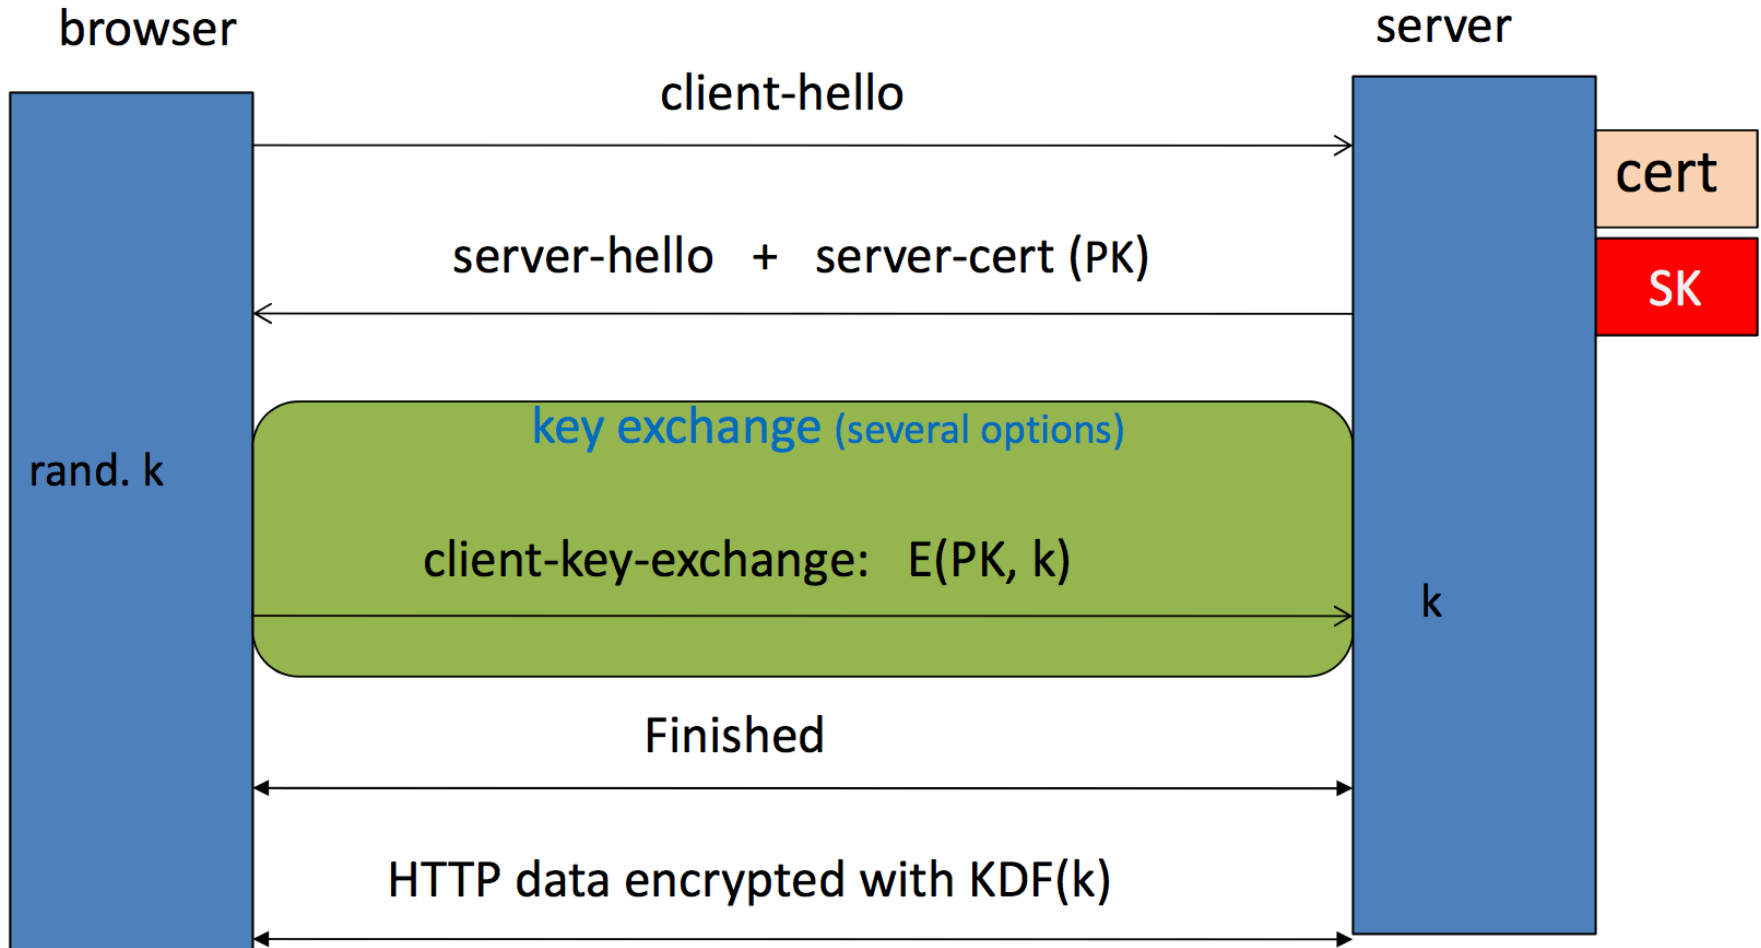 browser
server
client-hello
cert
server-hello + server-cert (PK)
SK
key exchange (several options)
rand. k
client-key-exchange: E(PK, k)
k
Finished
HTTP data encrypted with KDF(k)